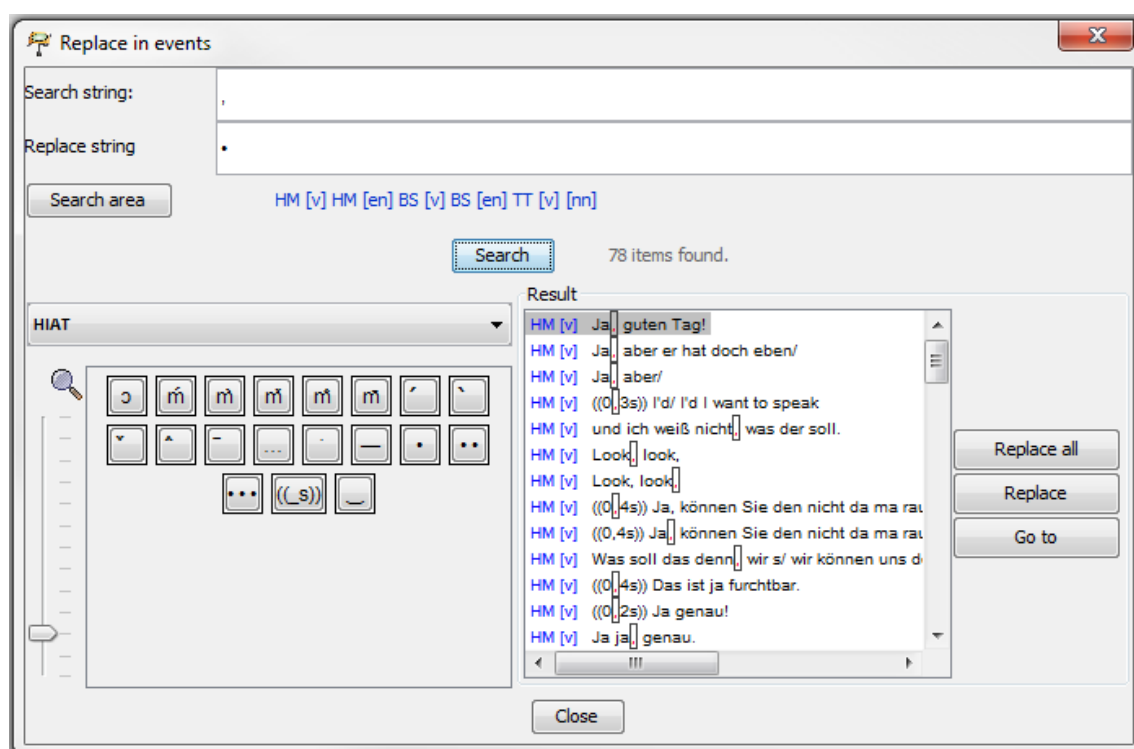 Replace in events
Search string:
,
Replace string
•
Search area
HM [v] HM [en] BS [v] BS [en] TT [v] [nn]
Search
78 items found.
HIAT
ɔ ḿ m̀ m̌ m̂ m̄ ˊ ˋ
ˇ ˆ ˉ … ˙ — • ••
••• ((_s)) ‿
Result
HM [v] Ja, guten Tag!
HM [v] Ja, aber er hat doch eben/
HM [v] Ja, aber/
HM [v] ((0,3s)) I'd/ I'd I want to speak
HM [v] und ich weiß nicht, was der soll.
HM [v] Look, look,
HM [v] Look, look,
HM [v] ((0,4s)) Ja, können Sie den nicht da ma rau
HM [v] ((0,4s)) Ja, können Sie den nicht da ma rau
HM [v] Was soll das denn, wir s/ wir können uns d
HM [v] ((0,4s)) Das ist ja furchtbar.
HM [v] ((0,2s)) Ja genau!
HM [v] Ja ja, genau.
Replace all
Replace
Go to
Close